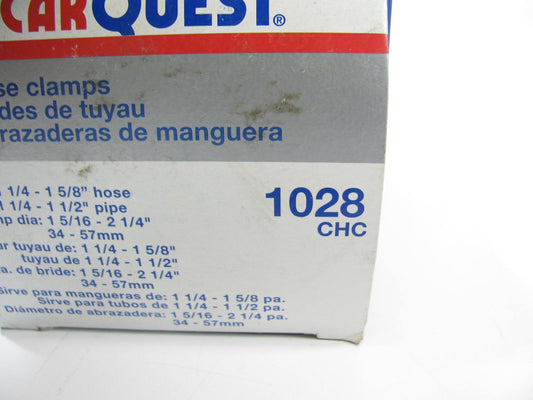 CARQUEST®
se clamps
des de tuyau
brazaderas de manguera
1/4 - 1 5/8" hose
1 1/4 - 1 1/2" pipe
mp dia: 1 5/16 - 2 1/4"
34 - 57mm
ur tuyau de: 1 1/4 - 1 5/8"
tuyau de 1 1/4 - 1 1/2"
a. de bride: 1 5/16 - 2 1/4"
34 - 57mm
Sirve para mangueras de: 1 1/4 - 1 5/8 pa.
Sirve para tubos de 1 1/4 - 1 1/2 pa.
Diámetro de abrazadera: 1 5/16 - 2 1/4 pa.
34 - 57mm
1028
CHC